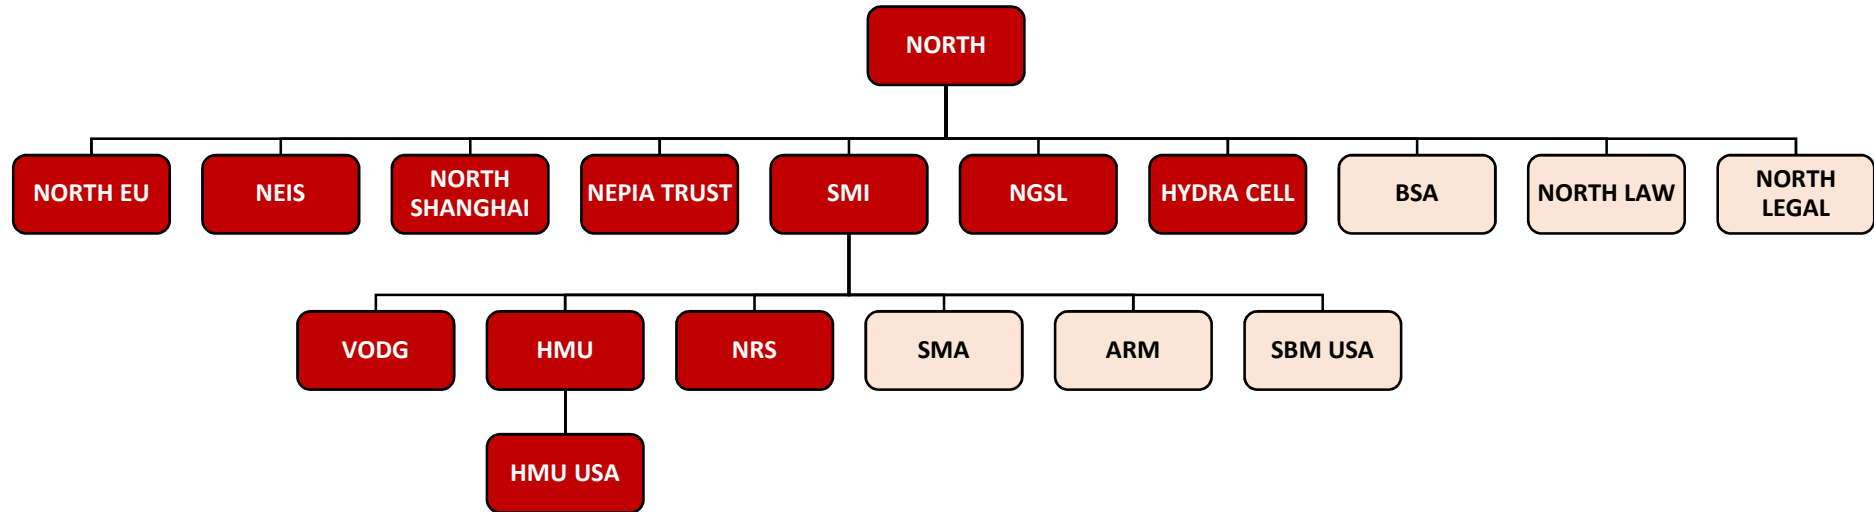 NORTH
NORTH EU
NEIS
NORTH
SHANGHAI
NEPIA TRUST
SMI
NGSL
HYDRA CELL
BSA
NORTH LAW
NORTH
LEGAL
VODG
HMU
NRS
SMA
ARM
SBM USA
HMU USA